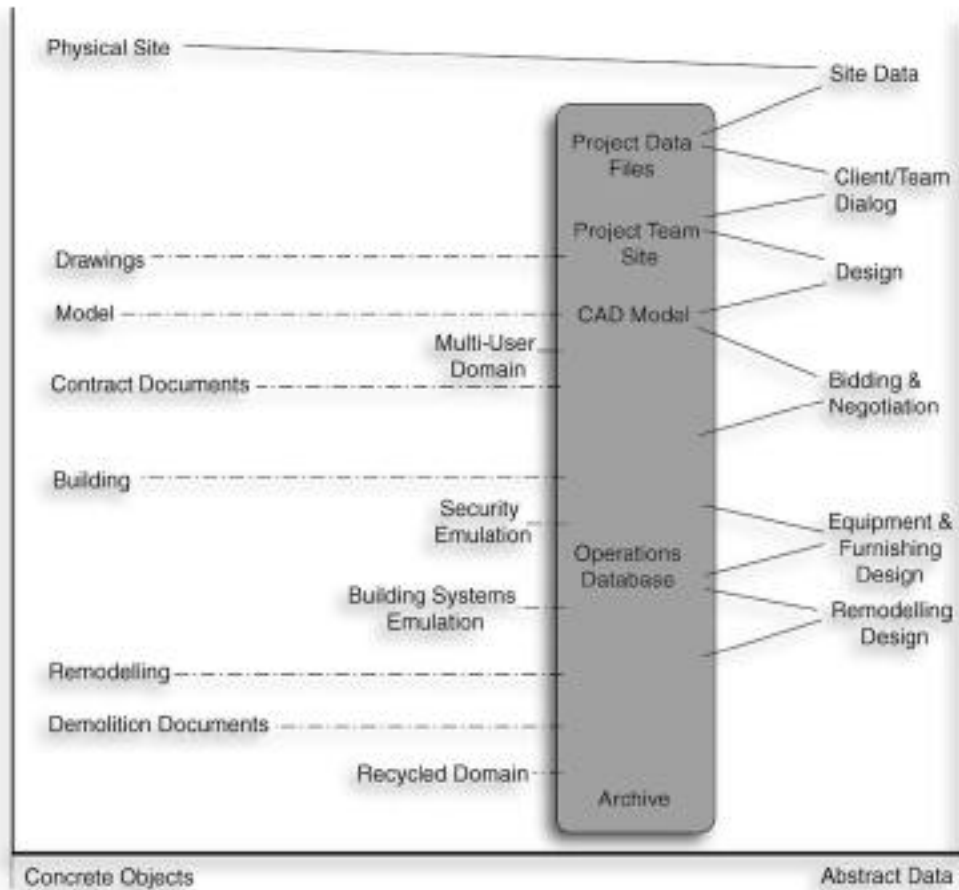 Physical Site
Site Data
Project Data
Files
Client/Team
Dialog
Project Team
Site
Drawings
Design
Model
CAD Model
Multi-User
Domain
Contract Documents
Bidding &
Negotiation
Building
Security
Emulation
Equipment &
Furnishing
Design
Operations
Database
Building Systems
Emulation
Remodelling
Design
Remodelling
Demolition Documents
Recycled Domain
Archive
Concrete Objects
Abstract Data